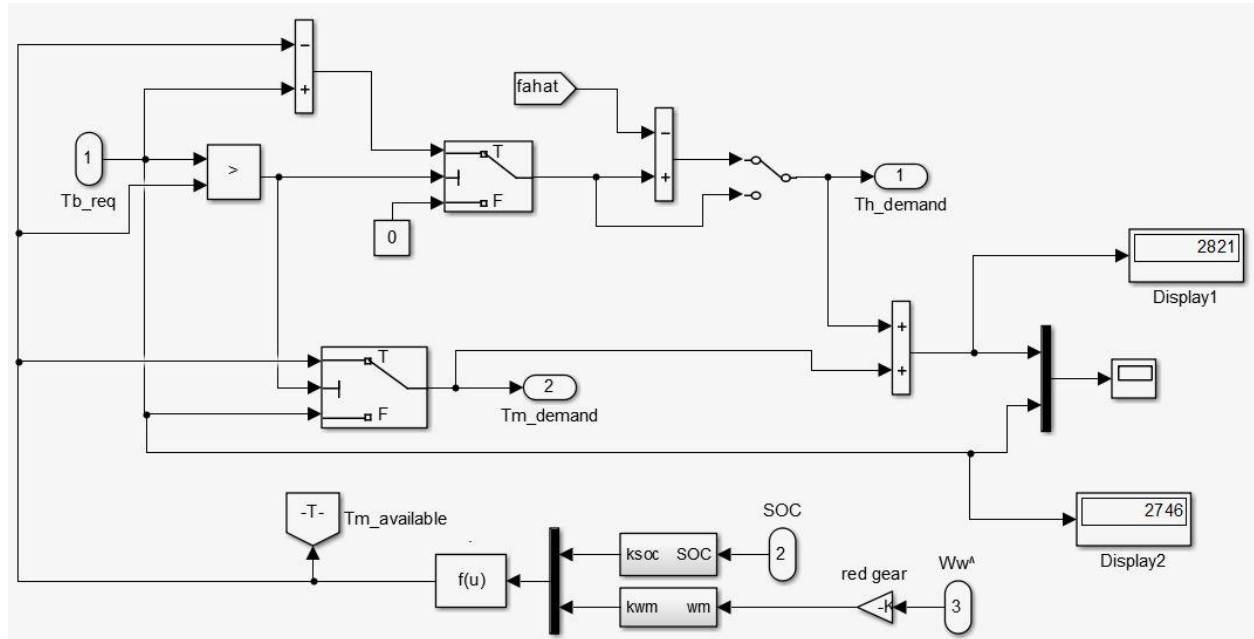 −
+
fahat
−
+
1
Tb_req
>
T
F
0
1
Th_demand
2821
Display1
+
+
T
F
2
Tm_demand
-T-
Tm_available
2746
Display2
SOC
2
ksoc SOC
f(u)
red gear
Ww^
kwm wm
-K
3